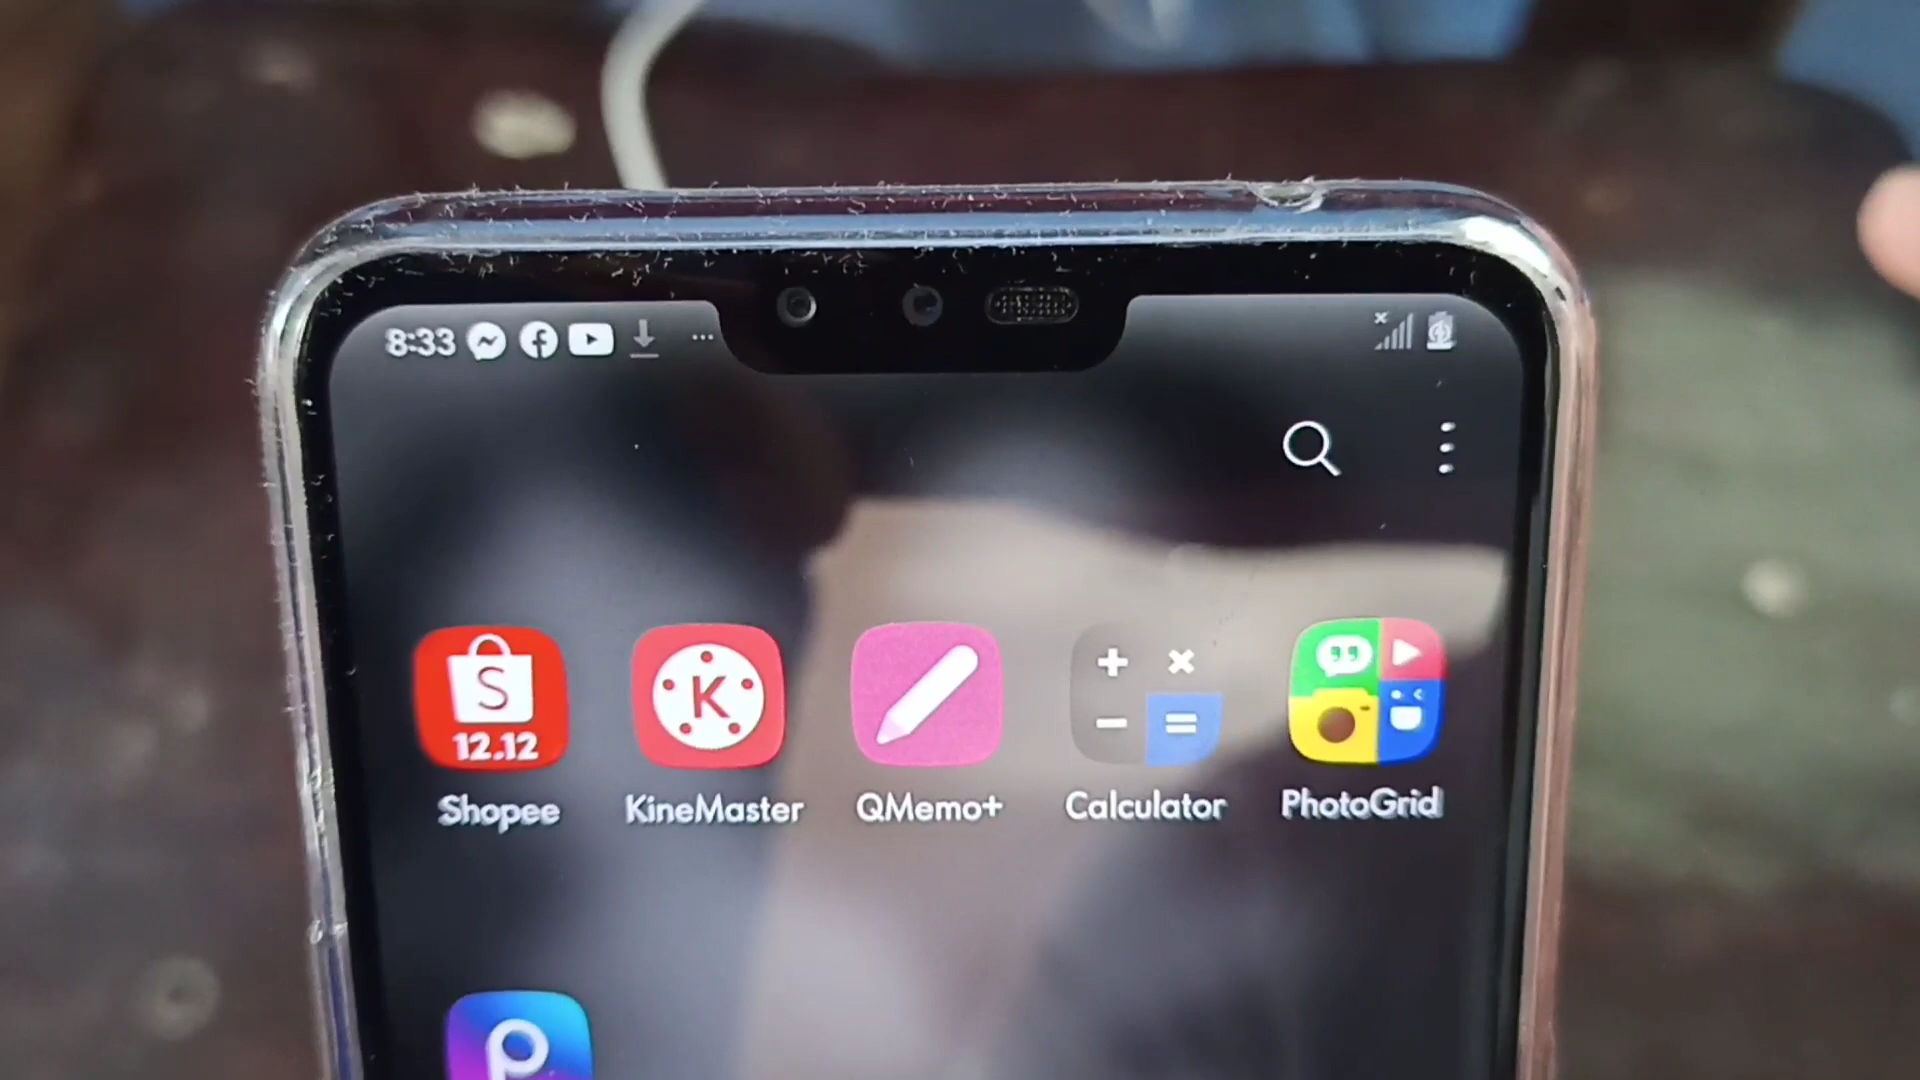 8:33
S
12.12
K
Shopee
KineMaster
QMemo+
Calculator
PhotoGrid